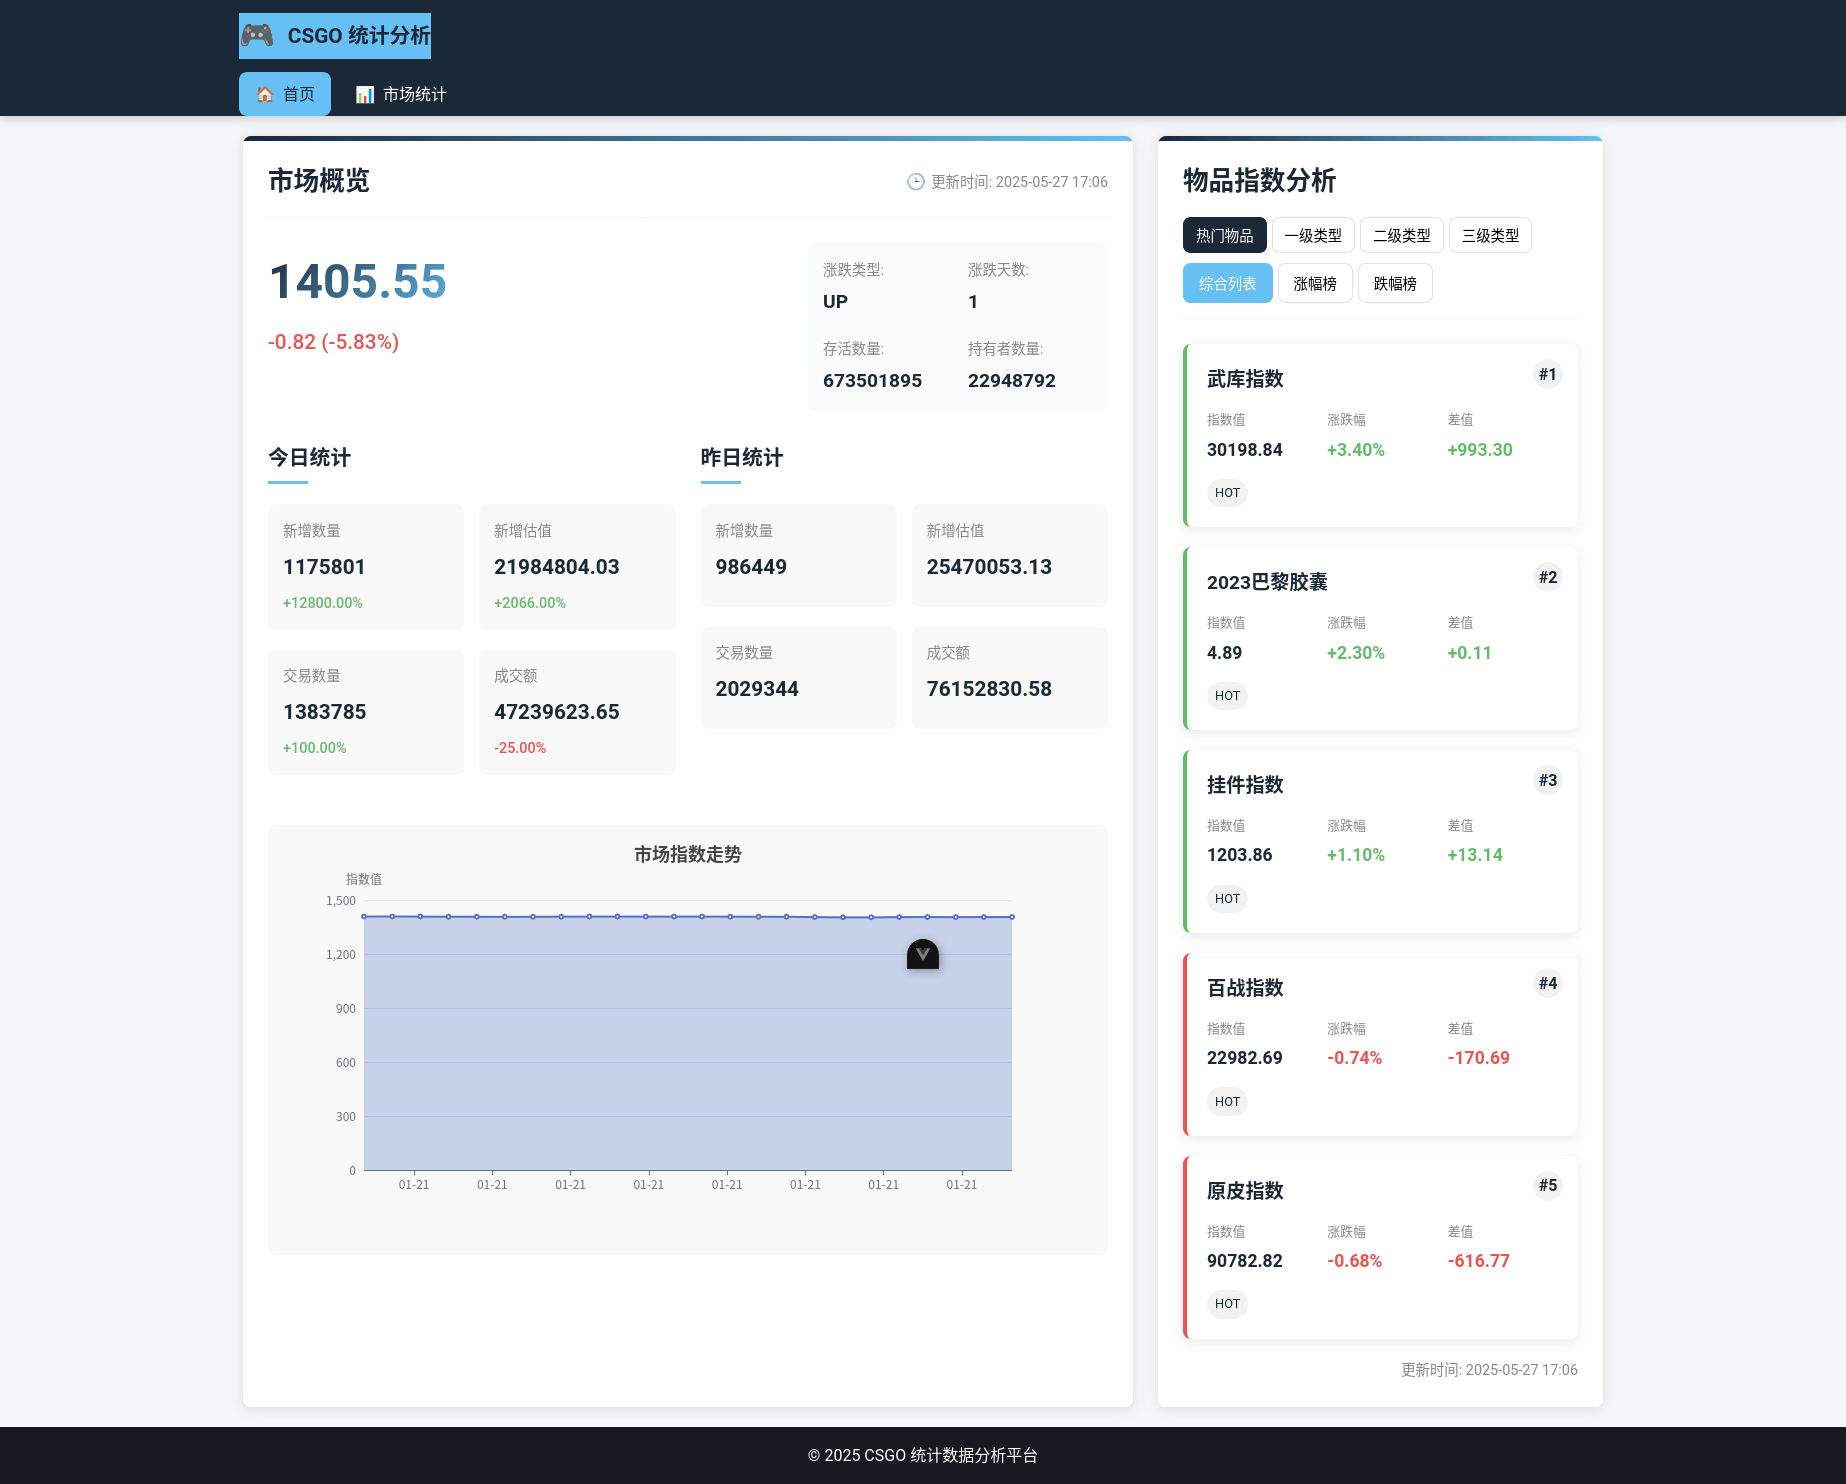 CSGO 统计分析
首页
市场统计
市场概览
更新时间: 2025-05-27 17:06
1405.55
-0.82 (-5.83%)
涨跌类型:
UP
涨跌天数:
1
存活数量:
673501895
持有者数量:
22948792
今日统计
新增数量
1175801
+12800.00%
新增估值
21984804.03
+2066.00%
交易数量
1383785
+100.00%
成交额
47239623.65
-25.00%
昨日统计
新增数量
986449
新增估值
25470053.13
交易数量
2029344
成交额
76152830.58
市场指数走势
指数值
1,500
1,200
900
600
300
0
01-21 01-21 01-21 01-21 01-21 01-21 01-21 01-21
物品指数分析
热门物品 一级类型 二级类型 三级类型
综合列表 涨幅榜 跌幅榜
武库指数
#1
指数值 涨跌幅 差值
30198.84 +3.40% +993.30
HOT
2023巴黎胶囊
#2
指数值 涨跌幅 差值
4.89 +2.30% +0.11
HOT
挂件指数
#3
指数值 涨跌幅 差值
1203.86 +1.10% +13.14
HOT
百战指数
#4
指数值 涨跌幅 差值
22982.69 -0.74% -170.69
HOT
原皮指数
#5
指数值 涨跌幅 差值
90782.82 -0.68% -616.77
HOT
更新时间: 2025-05-27 17:06
© 2025 CSGO 统计数据分析平台